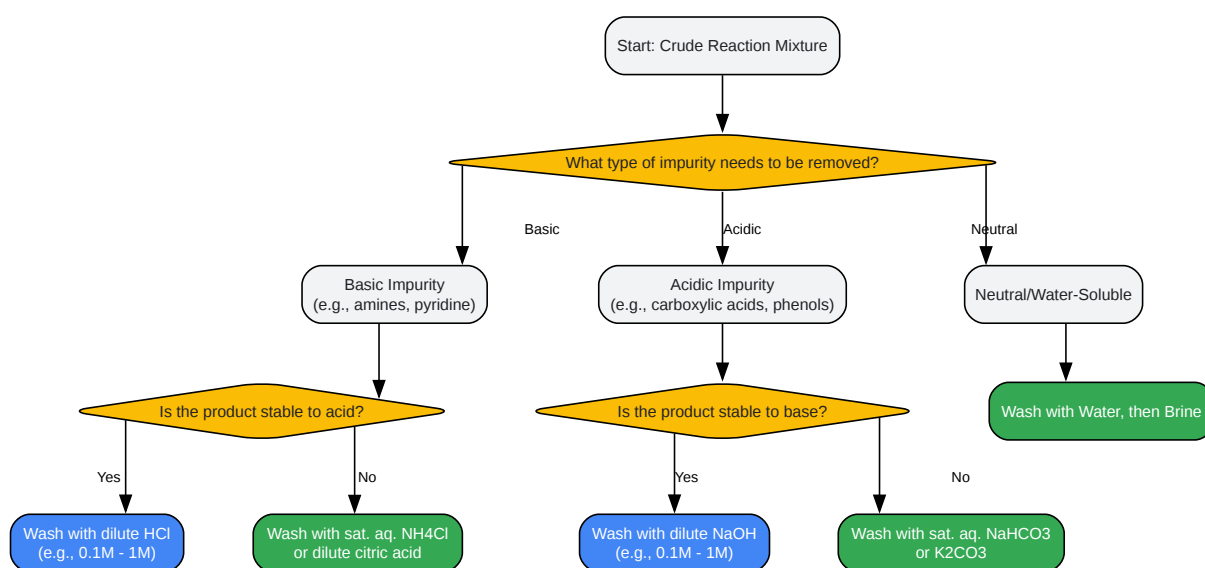 Start: Crude Reaction Mixture
What type of impurity needs to be removed?
Basic
Acidic
Neutral
Basic Impurity
(e.g., amines, pyridine)
Acidic Impurity
(e.g., carboxylic acids, phenols)
Neutral/Water-Soluble
Is the product stable to acid?
Is the product stable to base?
Wash with Water, then Brine
Yes
No
Yes
No
Wash with dilute HCl
(e.g., 0.1M - 1M)
Wash with sat. aq. NH4Cl
or dilute citric acid
Wash with dilute NaOH
(e.g., 0.1M - 1M)
Wash with sat. aq. NaHCO3
or K2CO3